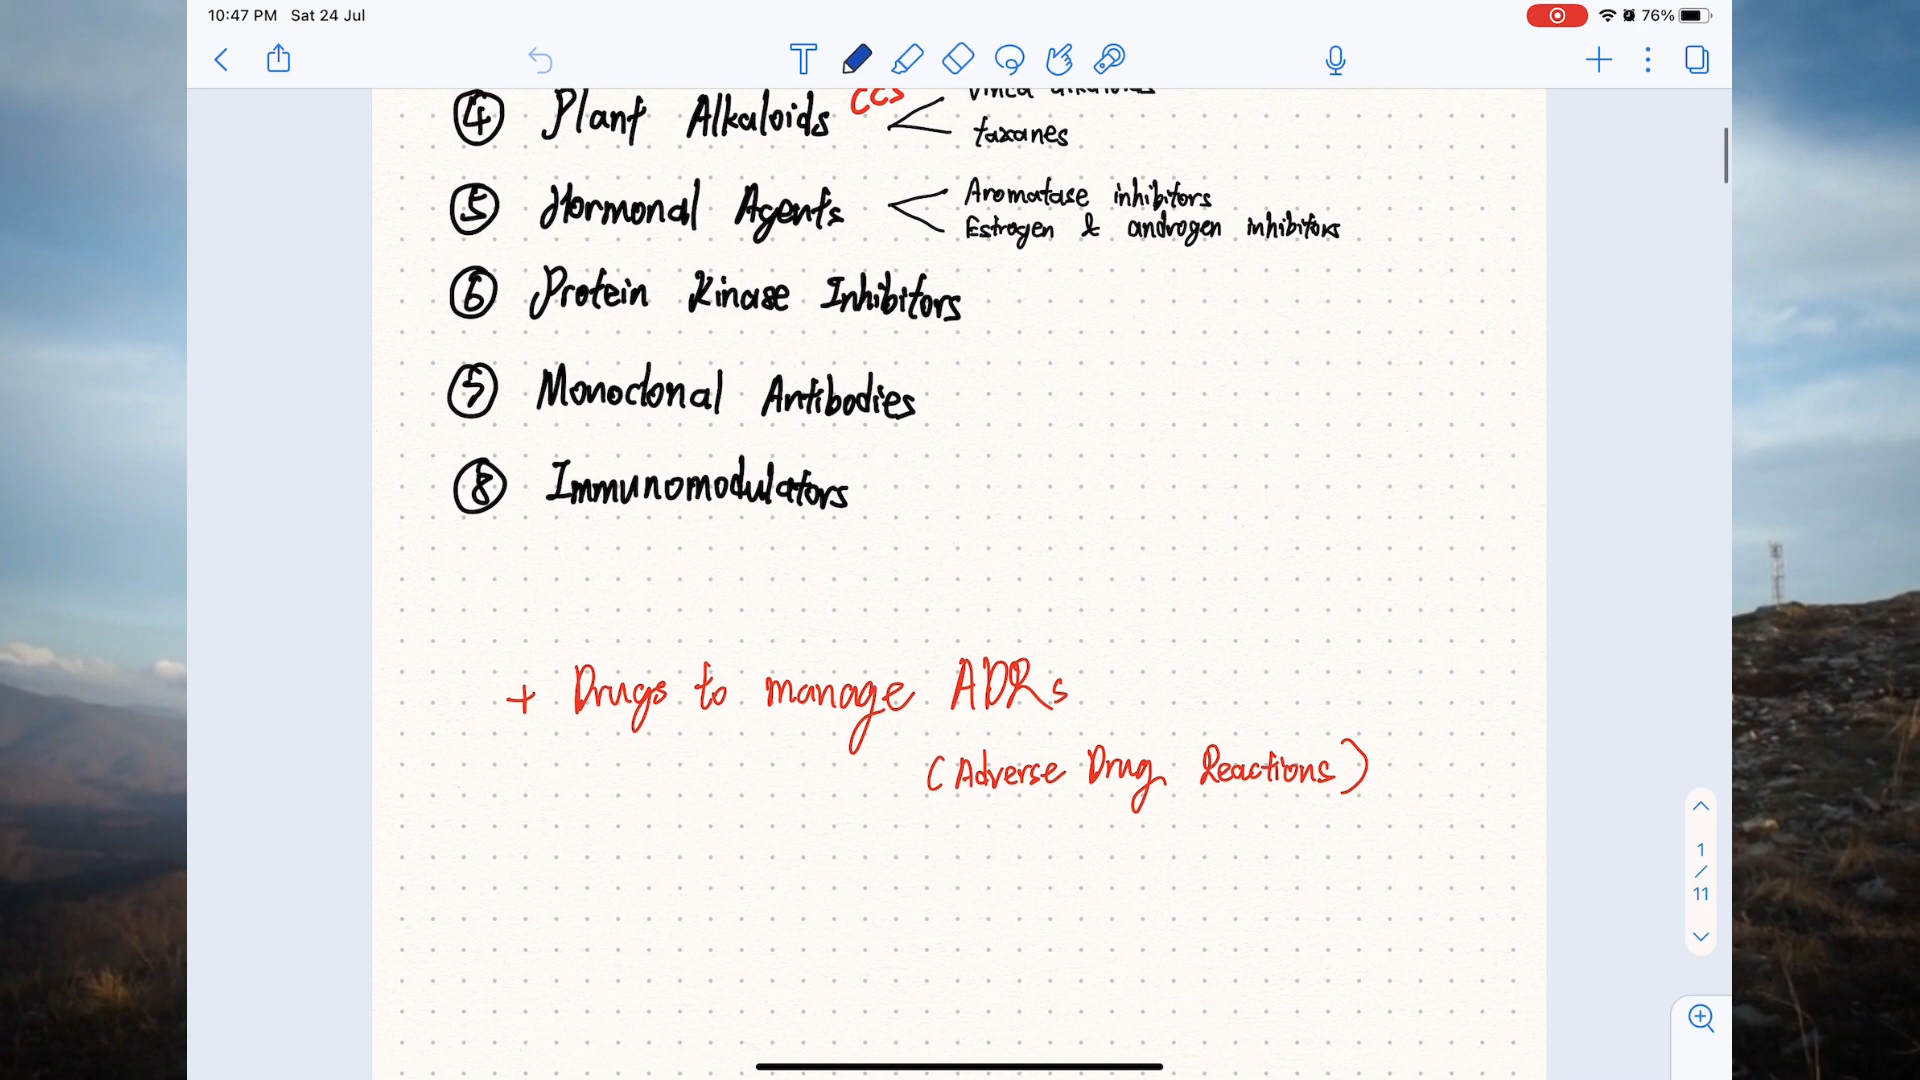 10:47 PM Sat 24 Jul
76%
④ Plant Alkaloids CCS
taxanes
⑤ Hormonal Agents
Aromatase inhibitors
Estrogen & androgen inhibitors
⑥ Protein Kinase Inhibitors
⑦ Monoclonal Antibodies
⑧ Immunomodulators
+ Drugs to manage ADRs
(Adverse Drug Reactions)
1
/
11